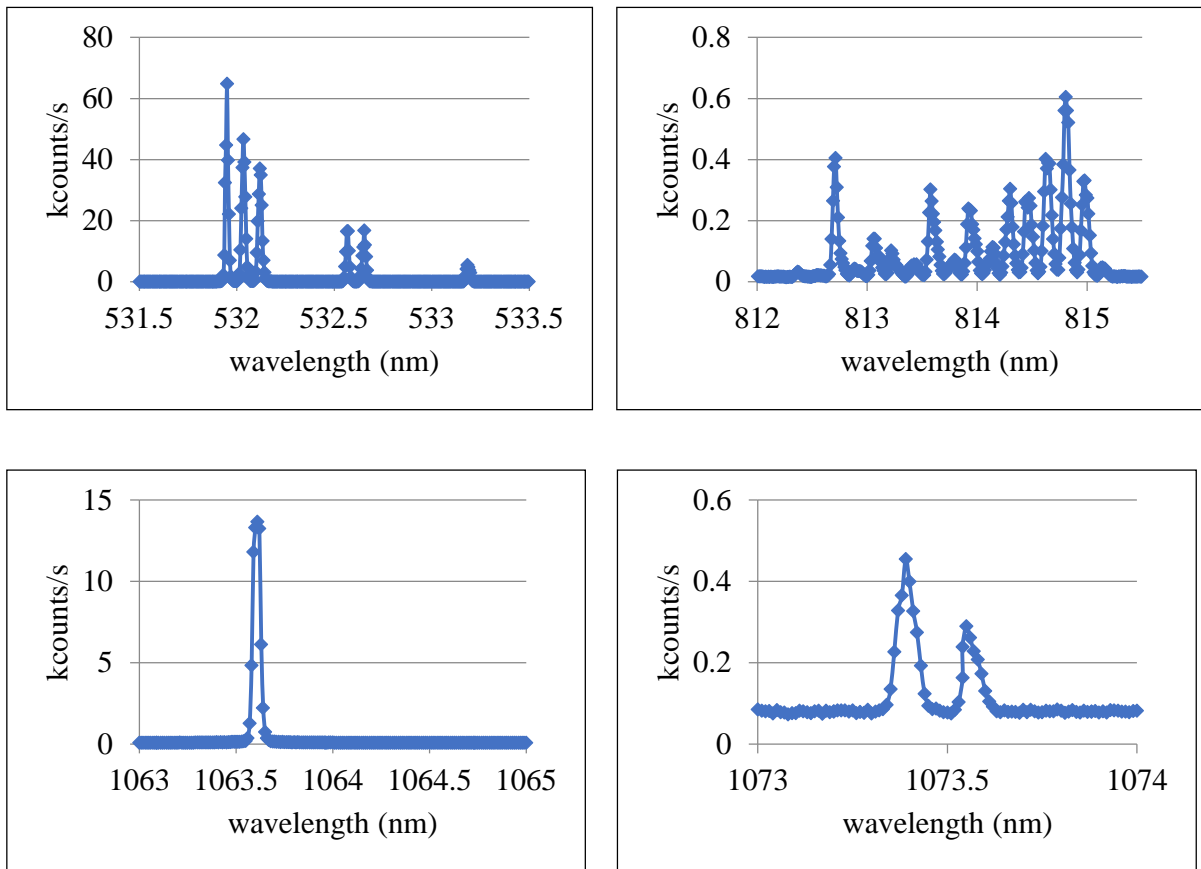 80
60
40
20
0
kcounts/s
531.5 532 532.5 533 533.5
wavelength (nm)
0.8
0.6
0.4
0.2
0
kcounts/s
812 813 814 815
wavelemgth (nm)
15
10
5
0
kcounts/s
1063 1063.5 1064 1064.5 1065
wavelength (nm)
0.6
0.4
0.2
0
kcounts/s
1073 1073.5 1074
wavelength (nm)